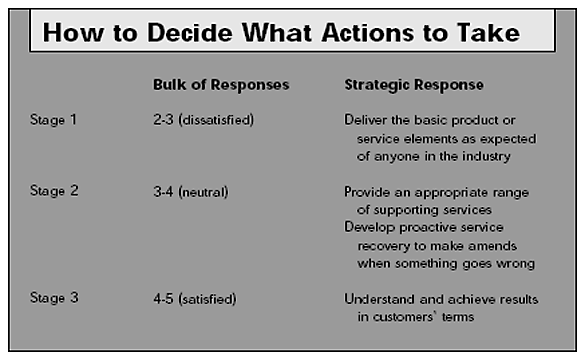 How to Decide What Actions to Take
Bulk of Responses Strategic Response
Stage 1 2-3 (dissatisfied) Deliver the basic product or
service elements as expected
of anyone in the industry
Stage 2 3-4 (neutral) Provide an appropriate range
of supporting services
Develop proactive service
recovery to make amends
when something goes wrong
Stage 3 4-5 (satisfied) Understand and achieve results
in customers' terms